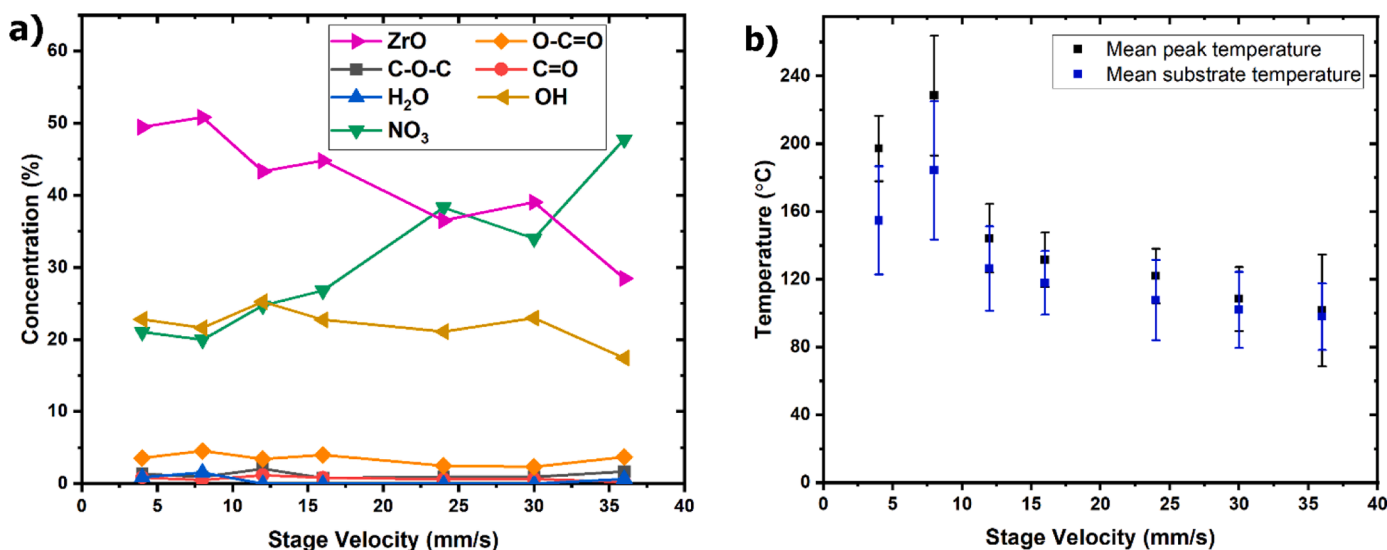 a)
ZrO
O-C=O
C-O-C
C=O
H₂O
OH
NO₃
Concentration (%)
60
50
40
30
20
10
0
0 5 10 15 20 25 30 35 40
Stage Velocity (mm/s)
b)
Mean peak temperature
Mean substrate temperature
Temperature (°C)
240
200
160
120
80
40
0
0 5 10 15 20 25 30 35 40
Stage Velocity (mm/s)